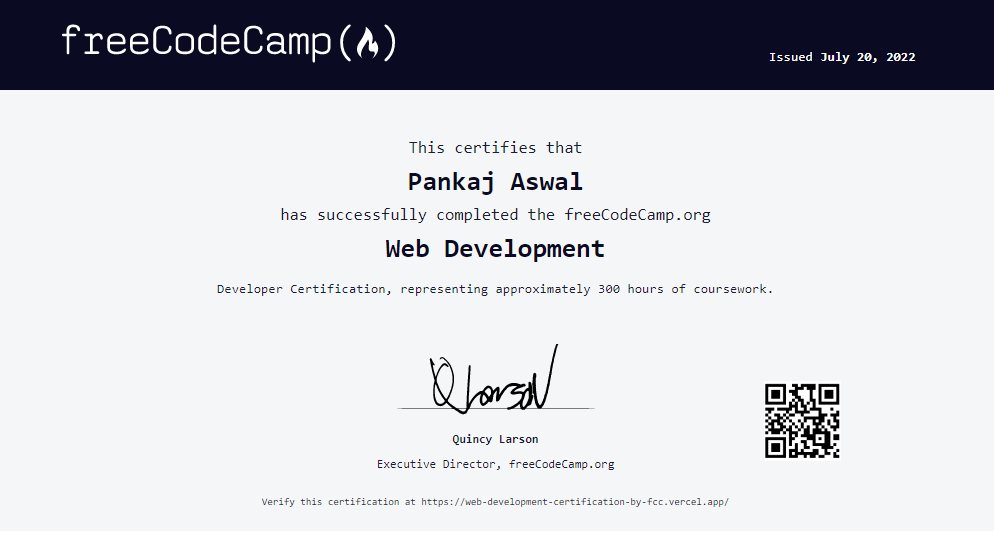 freeCodeCamp(🔥)
Issued July 20, 2022
This certifies that
Pankaj Aswal
has successfully completed the freeCodeCamp.org
Web Development
Developer Certification, representing approximately 300 hours of coursework.
QLarson
Quincy Larson
Executive Director, freeCodeCamp.org
Verify this certification at https://web-development-certification-by-fcc.vercel.app/